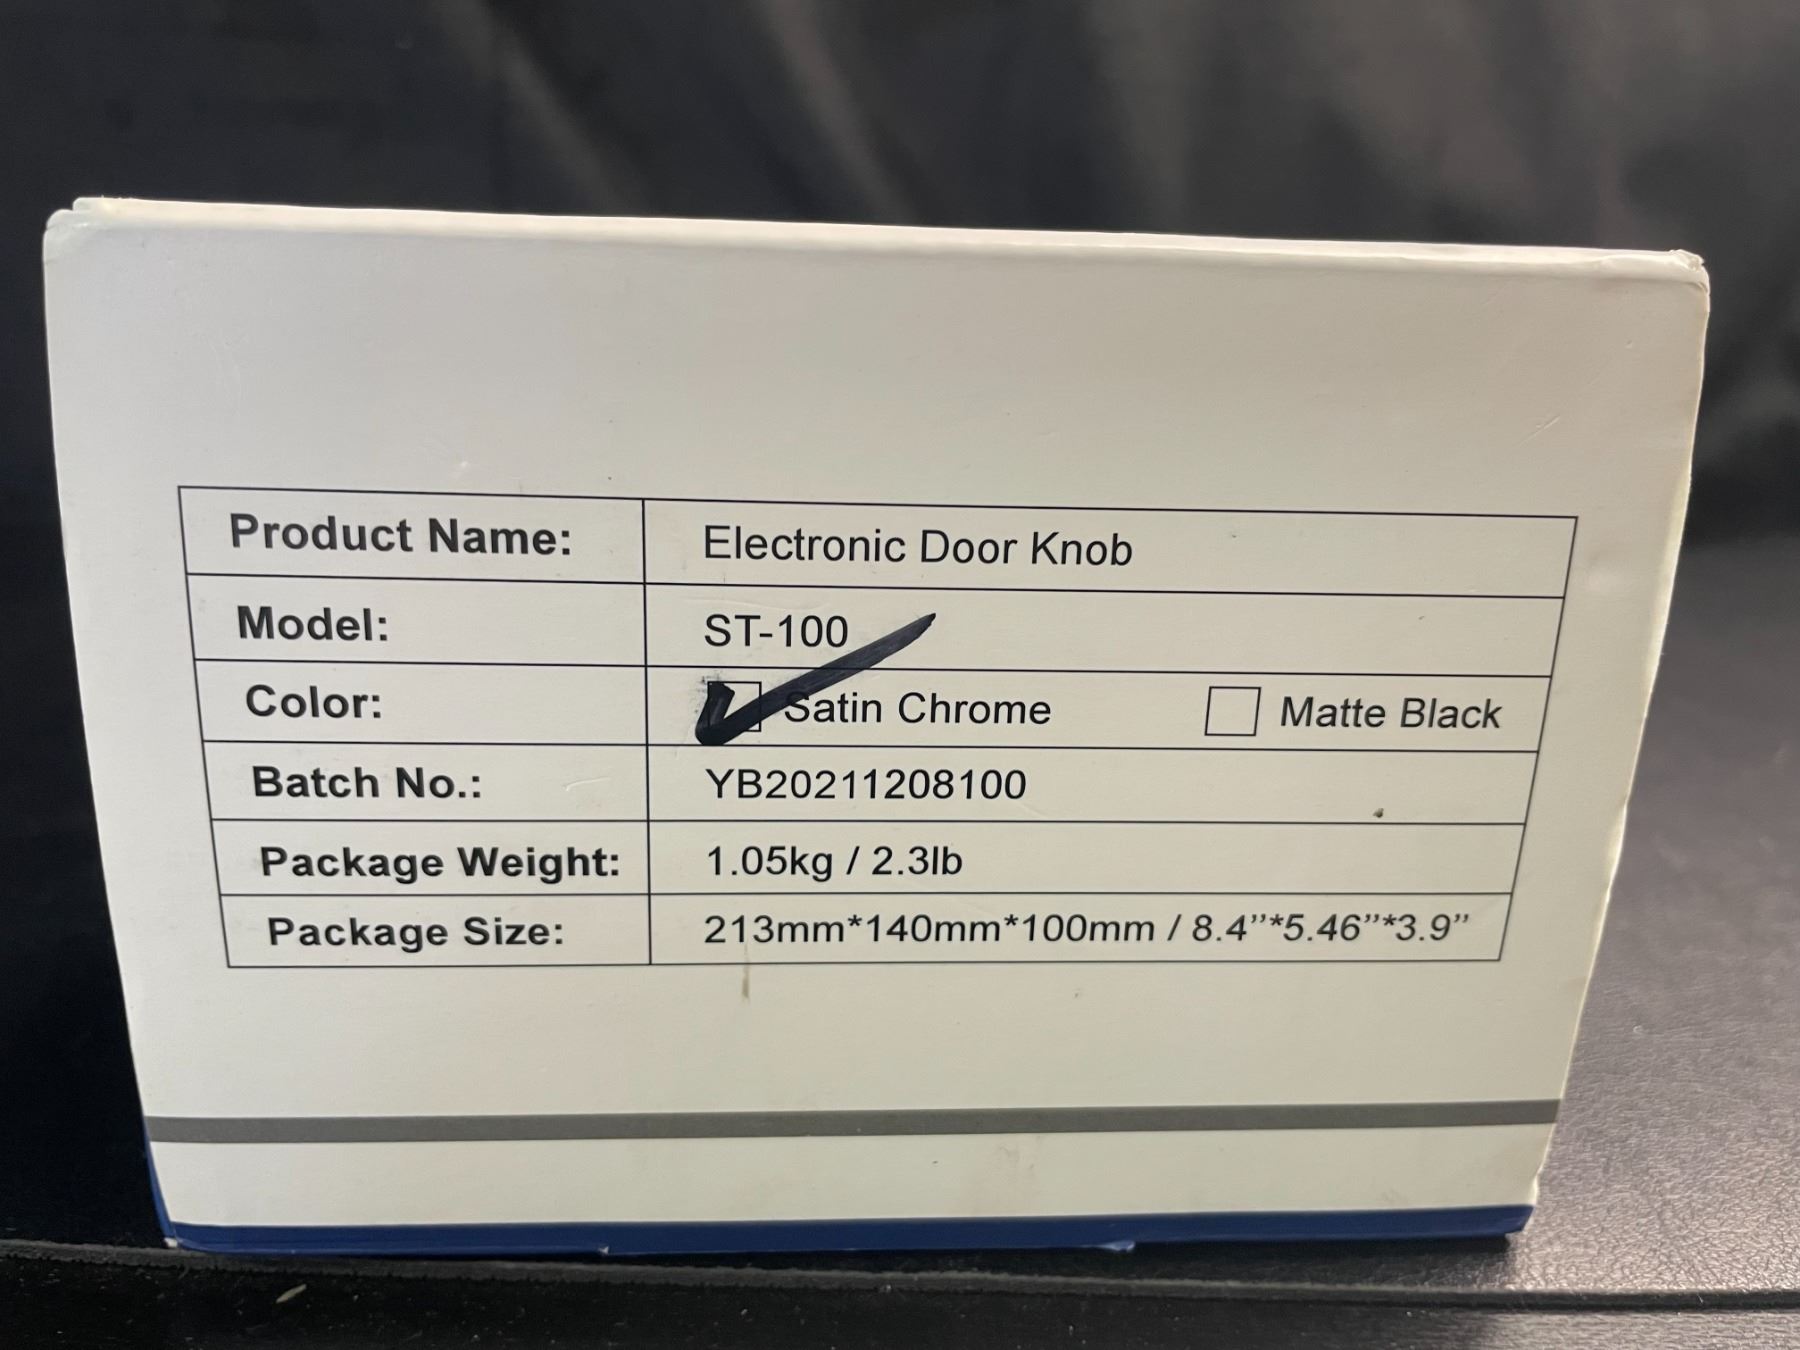 Product Name: Electronic Door Knob
Model: ST-100
Color: Satin Chrome Matte Black
Batch No.: YB20211208100
Package Weight: 1.05kg / 2.3lb
Package Size: 213mm*140mm*100mm / 8.4’’*5.46’’*3.9’’